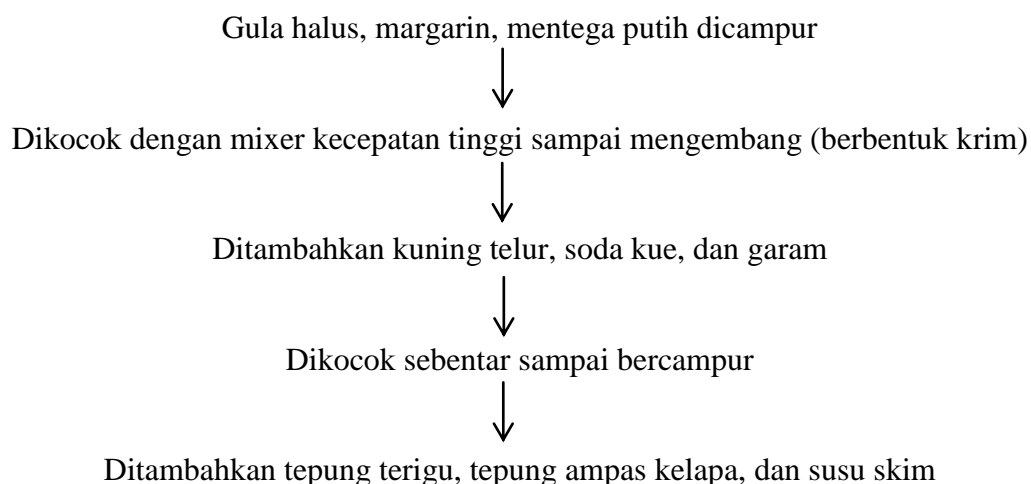 Gula halus, margarin, mentega putih dicampur
Dikocok dengan mixer kecepatan tinggi sampai mengembang (berbentuk krim)
Ditambahkan kuning telur, soda kue, dan garam
Dikocok sebentar sampai bercampur
Ditambahkan tepung terigu, tepung ampas kelapa, dan susu skim